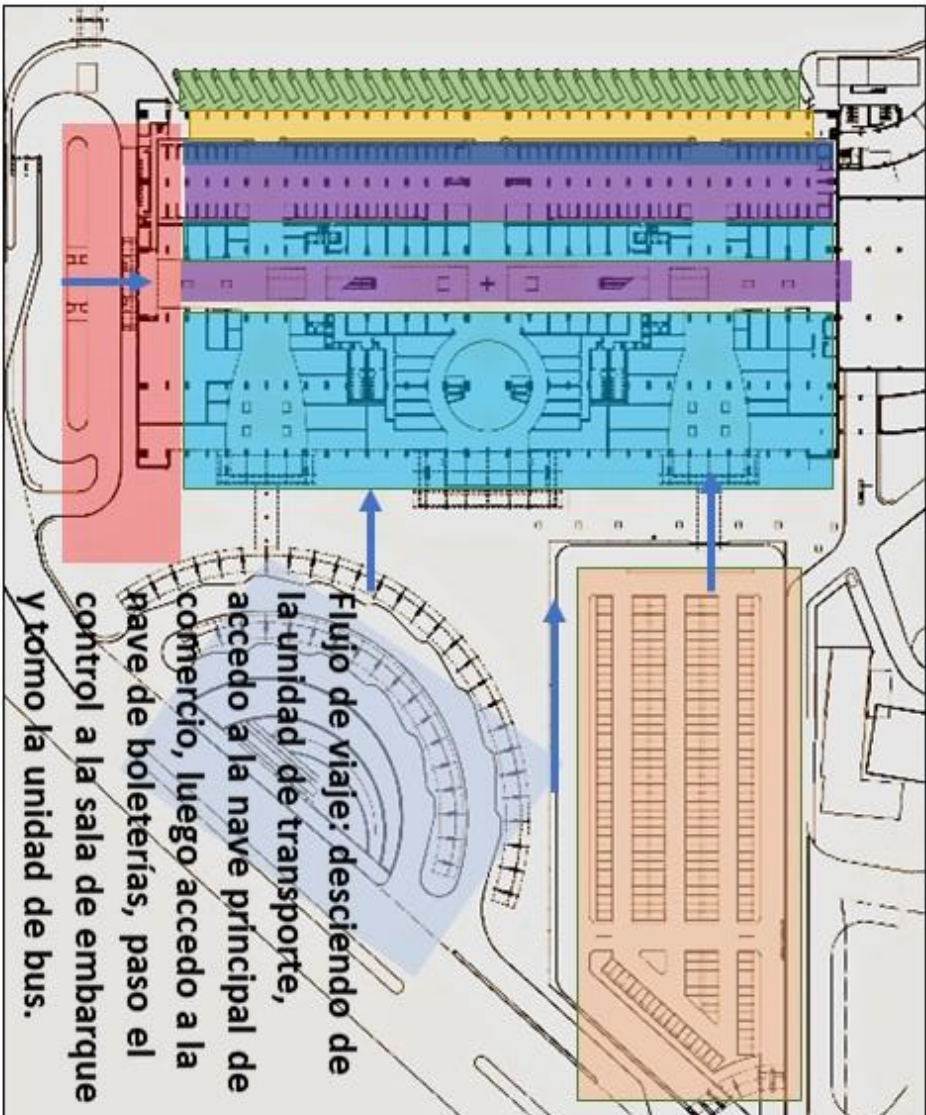 Flujo de viaje: desciendo de
la unidad de transporte,
accedo a la nave principal de
comercio, luego accedo a la
nave de boleterías, paso el
control a la sala de embarque
y tomo la unidad de bus.